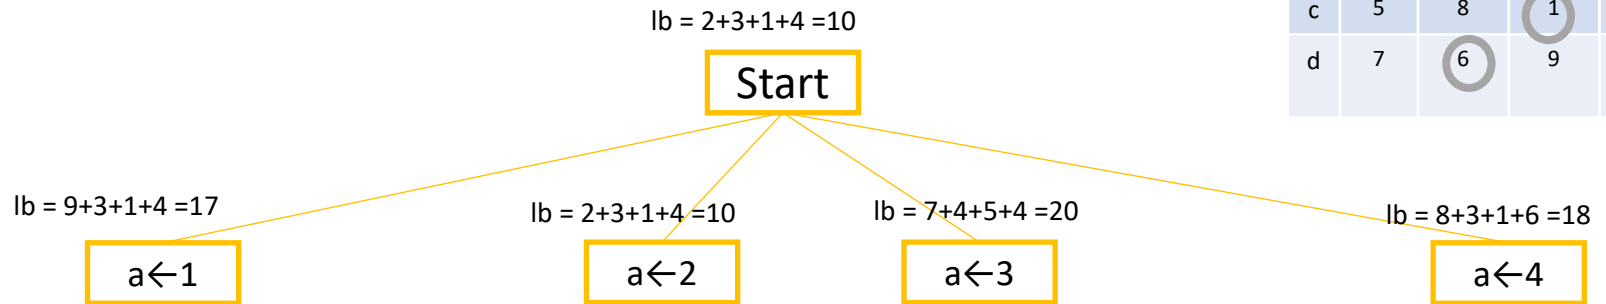 lb = 2+3+1+4 =10
c 5 8 1
d 7 6 9
Start
lb = 9+3+1+4 =17
lb = 2+3+1+4 =10
lb = 7+4+5+4 =20
lb = 8+3+1+6 =18
a←1
a←2
a←3
a←4